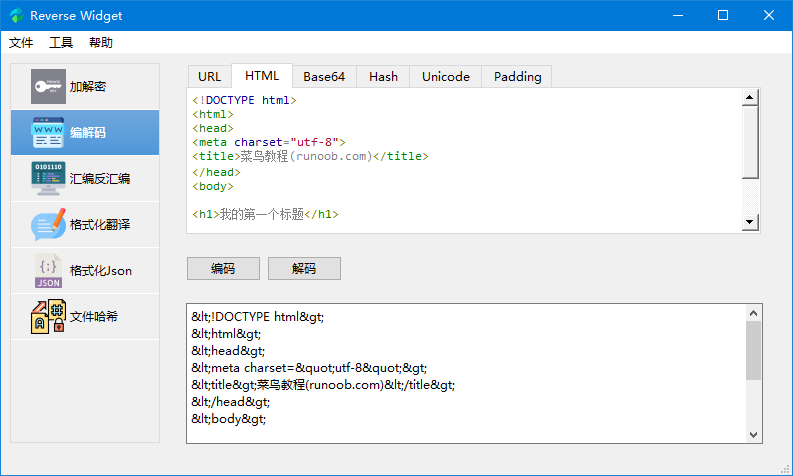 Reverse Widget
文件 工具 帮助
PRIVATE KEY
加解密
WWW
编解码
0101110
汇编反汇编
格式化翻译
{;}
JSON
格式化Json
#
A
文件哈希
URL HTML Base64 Hash Unicode Padding
<!DOCTYPE html>
<html>
<head>
<meta charset="utf-8">
<title>菜鸟教程(runoob.com)</title>
</head>
<body>
<h1>我的第一个标题</h1>
编码 解码
&lt;!DOCTYPE html&gt;
&lt;html&gt;
&lt;head&gt;
&lt;meta charset=&quot;utf-8&quot;&gt;
&lt;title&gt;菜鸟教程(runoob.com)&lt;/title&gt;
&lt;/head&gt;
&lt;body&gt;